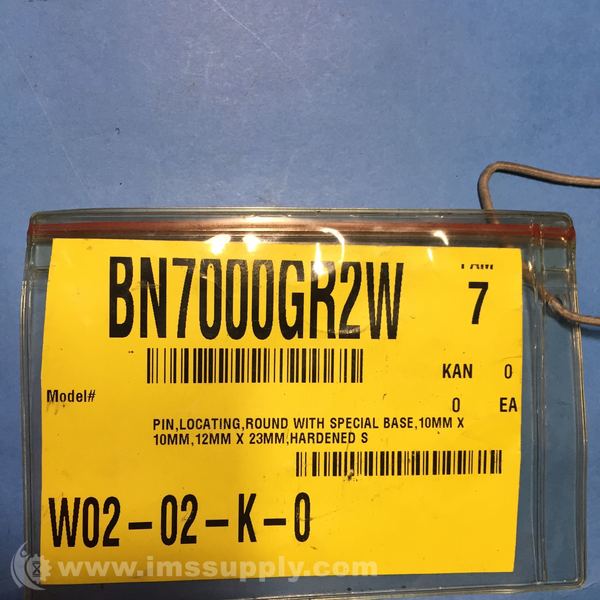 BN7000GR2W
7
KAN 0
Model#
0 EA
PIN,LOCATING,ROUND WITH SPECIAL BASE,10MM X
10MM,12MM X 23MM,HARDENED S
W02-02-K-0
www.imssupply.com